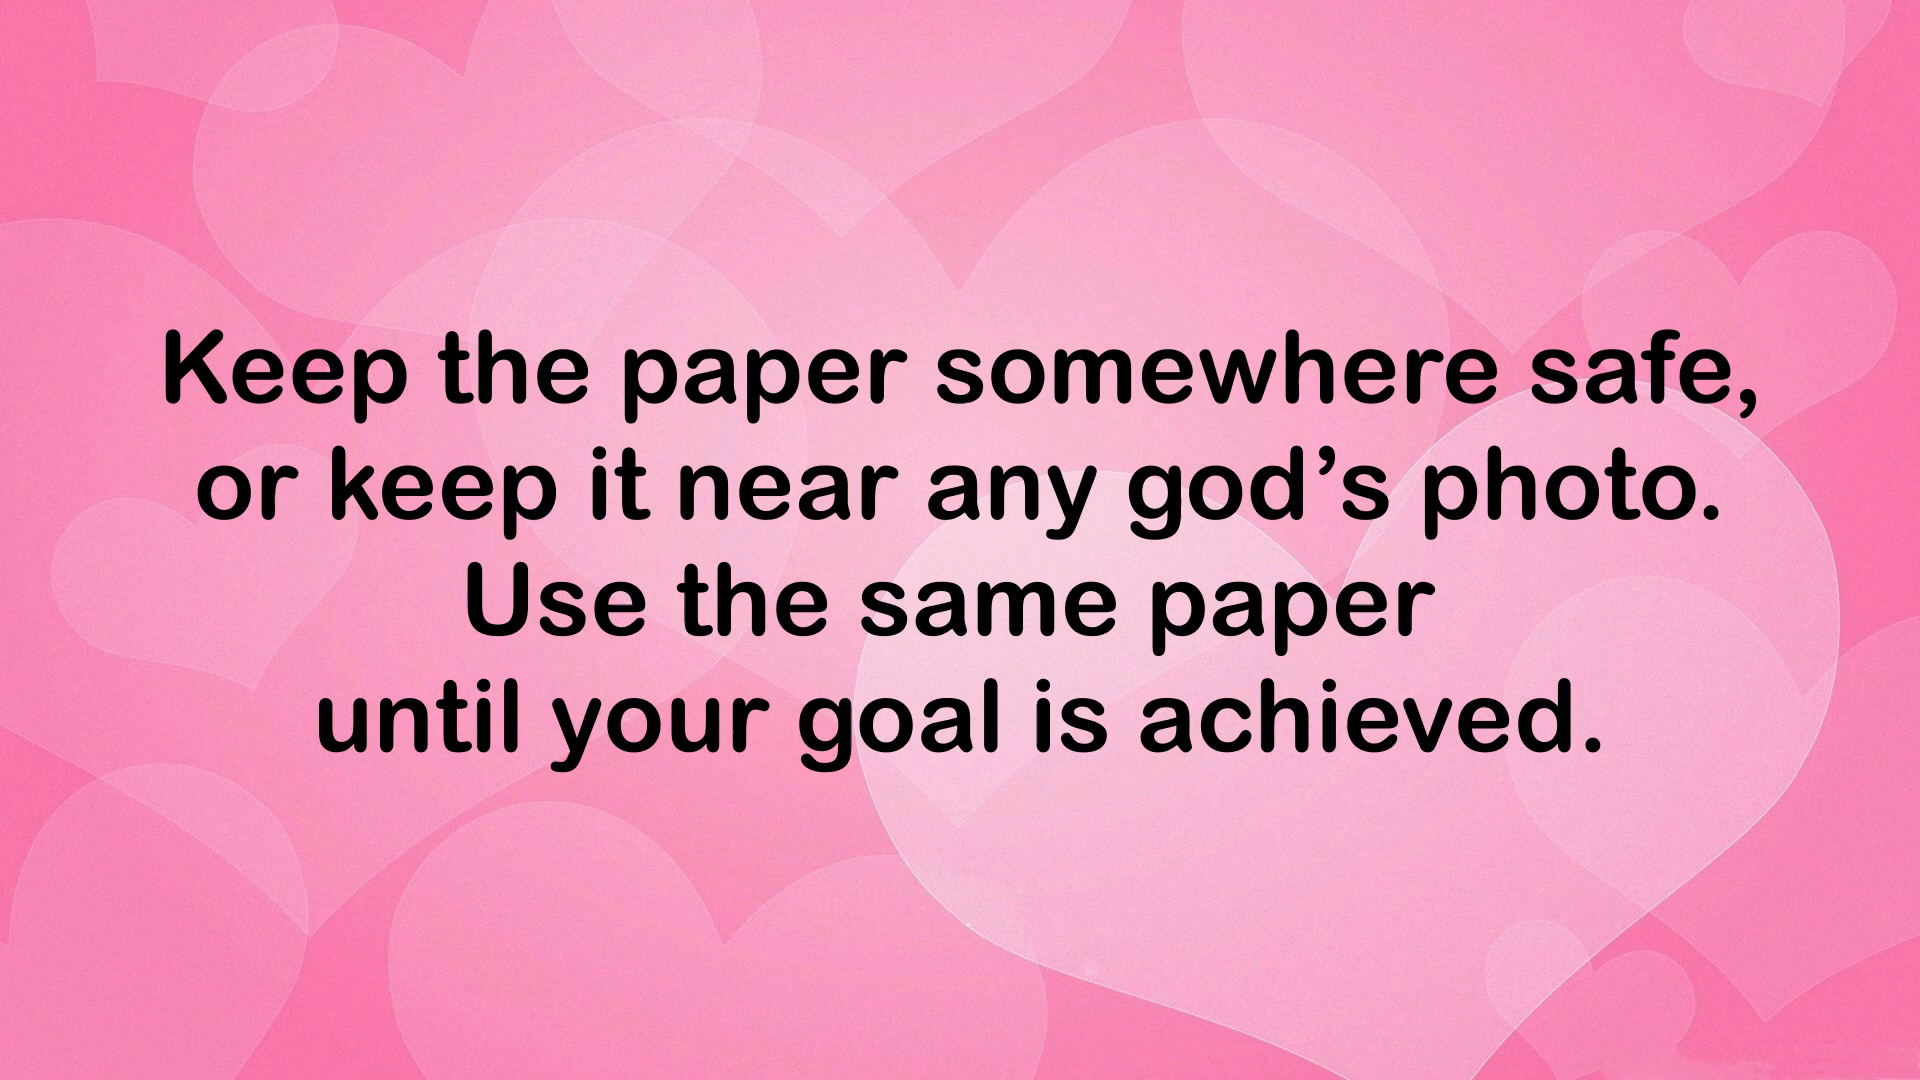 Keep the paper somewhere safe,
or keep it near any god’s photo.
Use the same paper
until your goal is achieved.